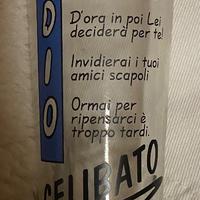 DIO
D'ora in poi Lei
deciderà per te!
Invidierai i tuoi
amici scapoli
Ormai per
ripensarci è
troppo tardi.
CELIBATO